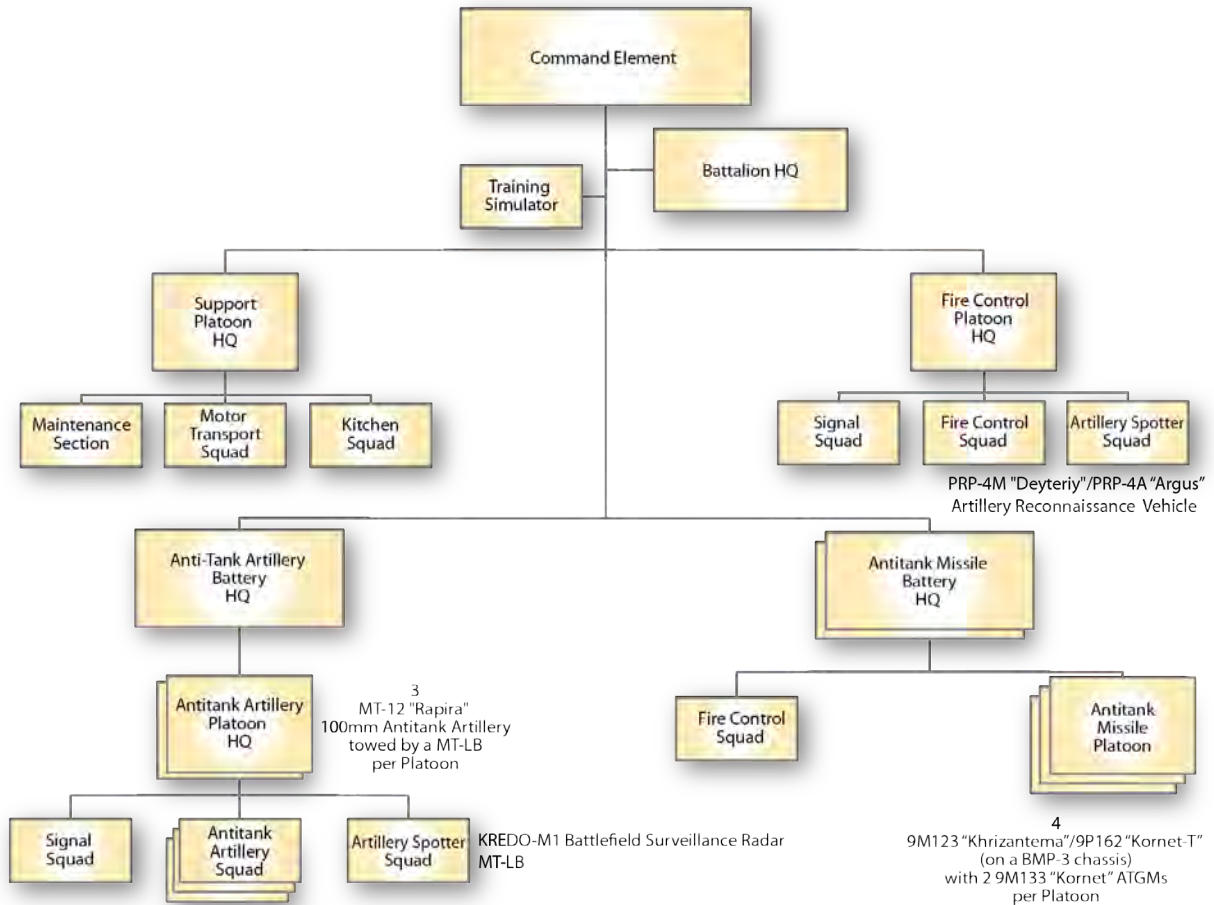 Command Element
Battalion HQ
Training
Simulator
Support
Platoon
HQ
Fire Control
Platoon
HQ
Maintenance
Section
Motor
Transport
Squad
Kitchen
Squad
Signal
Squad
Fire Control
Squad
Artillery Spotter
Squad
PRP-4M "Deyteriy"/PRP-4A “Argus”
Artillery Reconnaissance Vehicle
Anti-Tank Artillery
Battery
HQ
Antitank Missile
Battery
HQ
Antitank Artillery
Platoon
HQ
3
MT-12 "Rapira"
100mm Antitank Artillery
towed by a MT-LB
per Platoon
Fire Control
Squad
Antitank
Missile
Platoon
Signal
Squad
Antitank
Artillery
Squad
Artillery Spotter
Squad
KREDO-M1 Battlefield Surveillance Radar
MT-LB
4
9M123 “Khrizantema”/9P162 “Kornet-T”
(on a BMP-3 chassis)
with 2 9M133 “Kornet” ATGMs
per Platoon